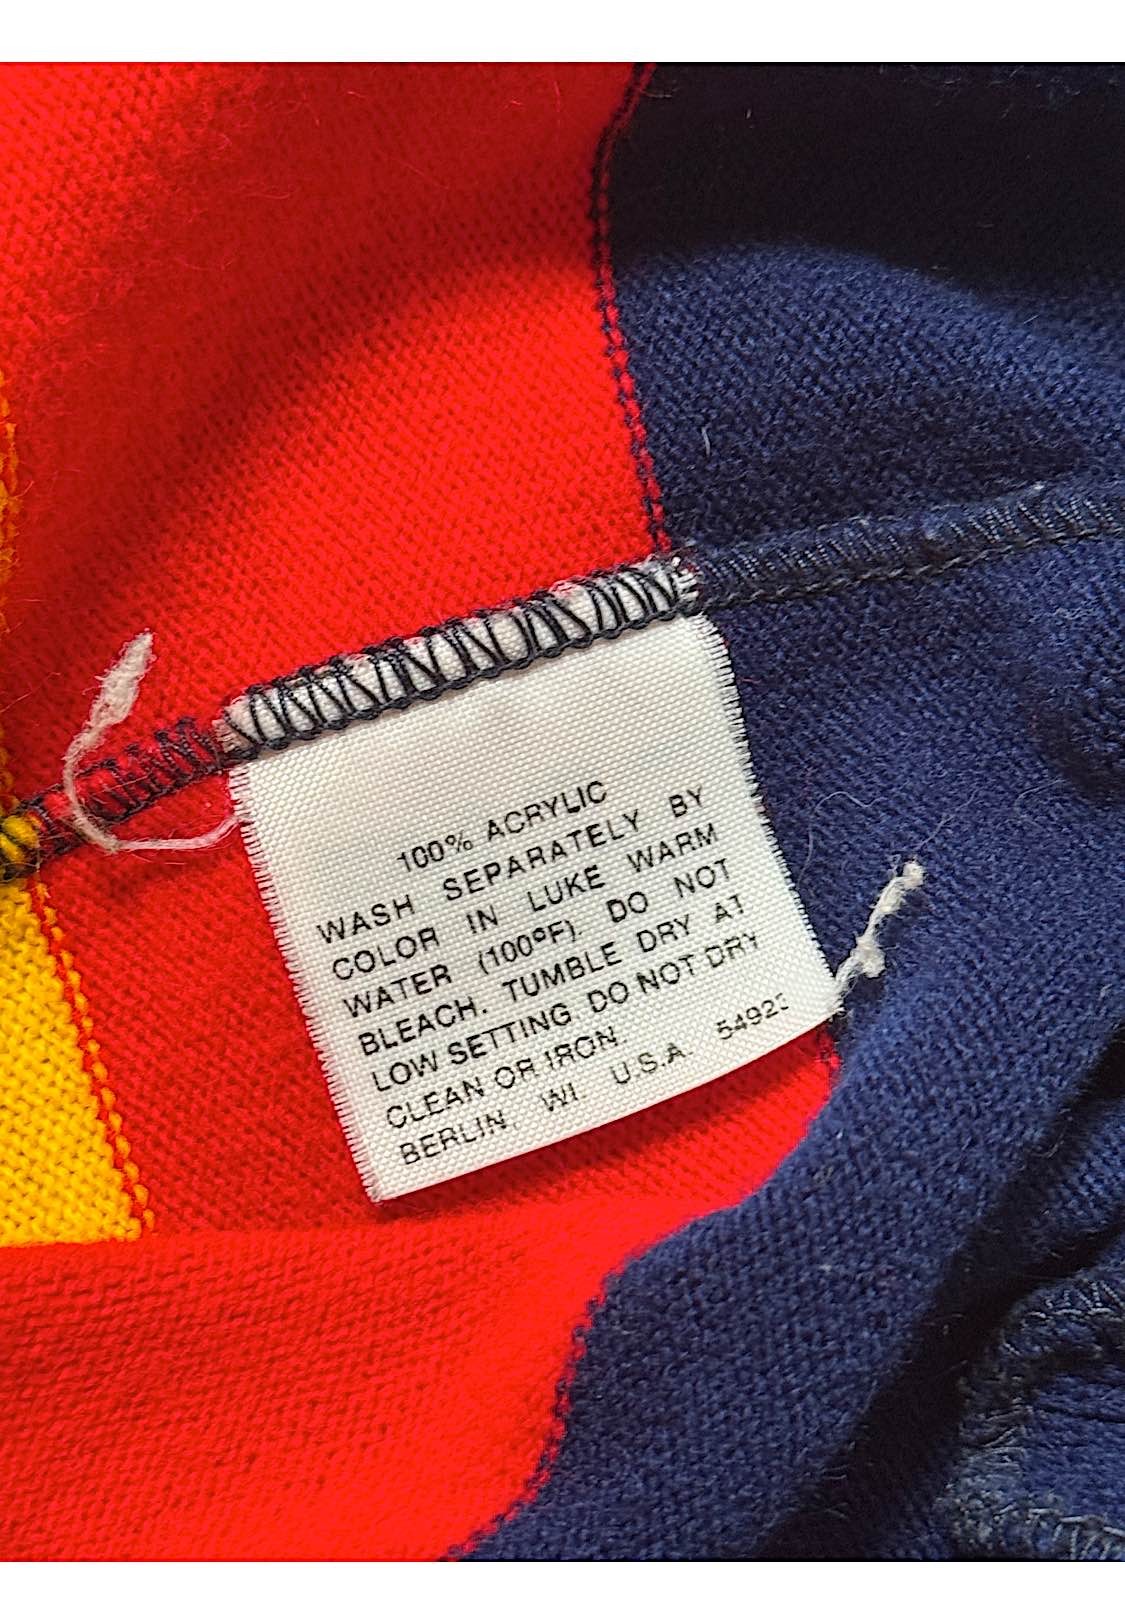 100% ACRYLIC
WASH SEPARATELY BY
COLOR IN LUKE WARM
WATER (100°F). DO NOT
BLEACH. TUMBLE DRY AT
LOW SETTING. DO NOT DRY
CLEAN OR IRON.
BERLIN, WI U.S.A.